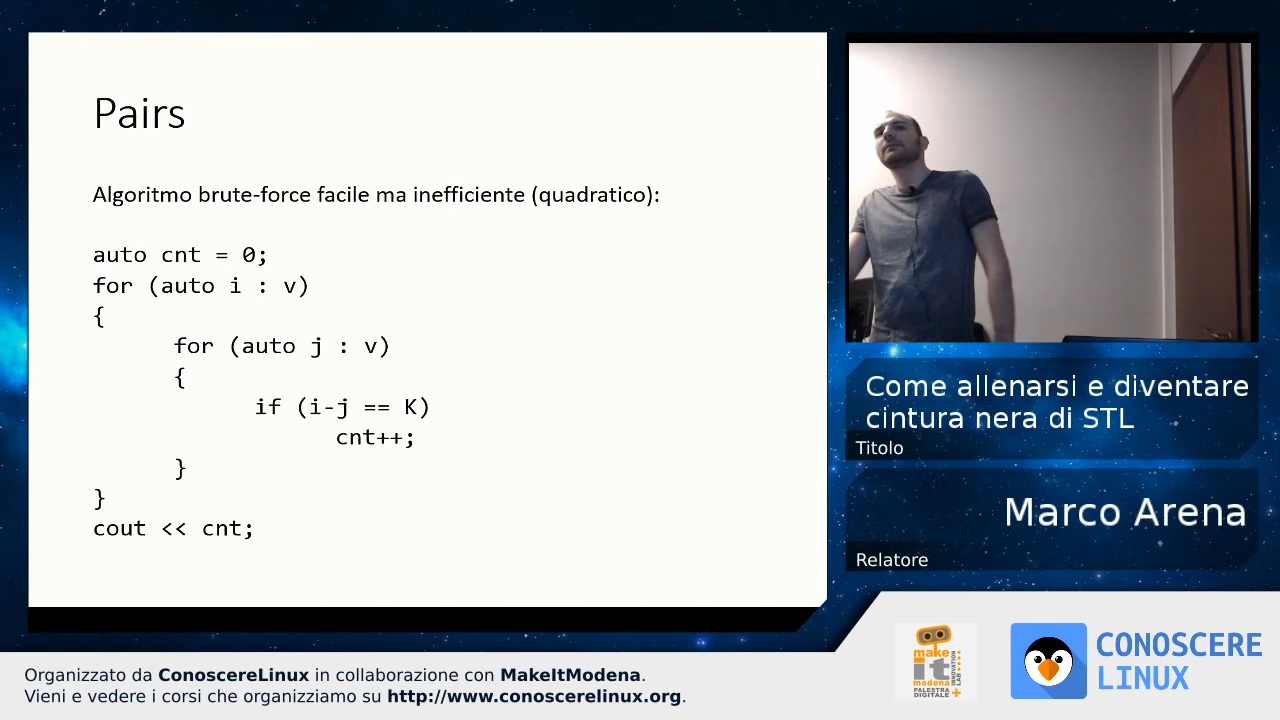 Pairs
Algoritmo brute-force facile ma inefficiente (quadratico):
auto cnt = 0;
for (auto i : v)
{
for (auto j : v)
{
if (i-j == K)
cnt++;
}
}
cout << cnt;
Come allenarsi e diventare
cintura nera di STL
Titolo
Marco Arena
Relatore
make
it
modena
PALESTRA
DIGITALE
INNOVATION
LAB
CONOSCERE
LINUX
Organizzato da ConoscereLinux in collaborazione con MakeItModena.
Vieni e vedere i corsi che organizziamo su http://www.conoscerelinux.org.